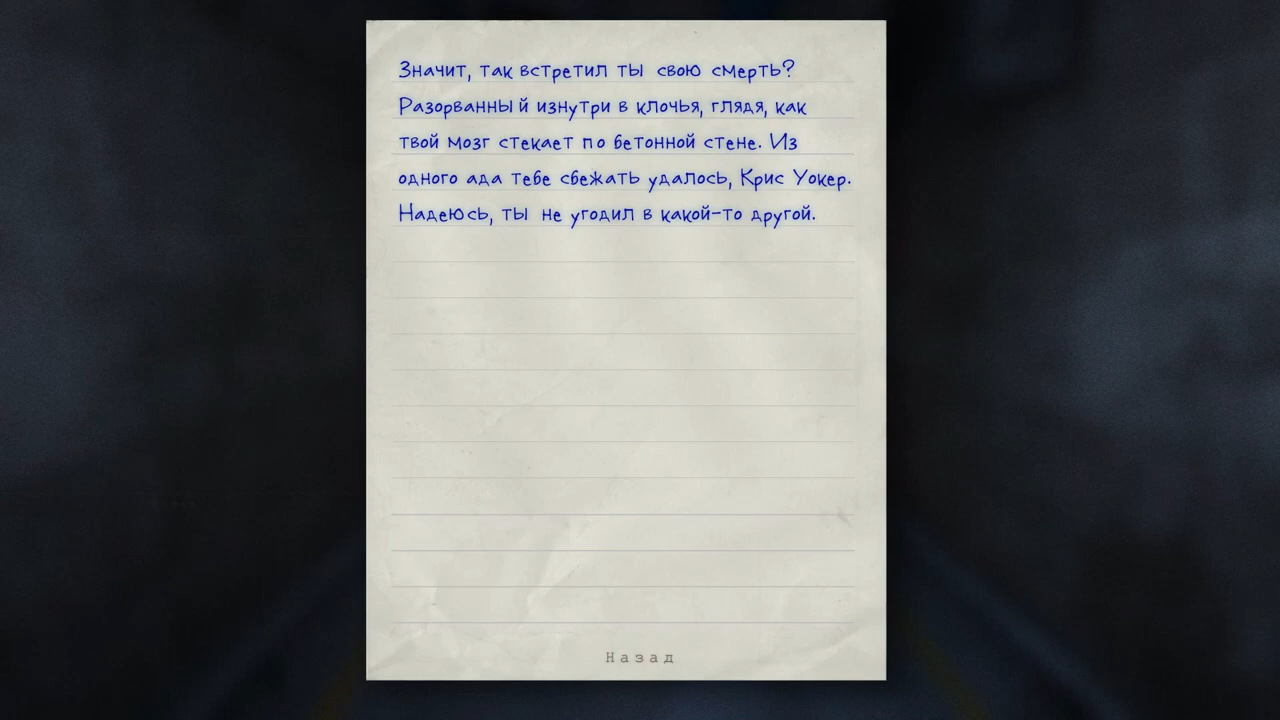 Значит, так встретил ты свою смерть?
Разорванный изнутри в клочья, глядя, как
твой мозг стекает по бетонной стене. Из
одного ада тебе сбежать удалось, Крис Уокер.
Надеюсь, ты не угодил в какой-то другой.
Назад